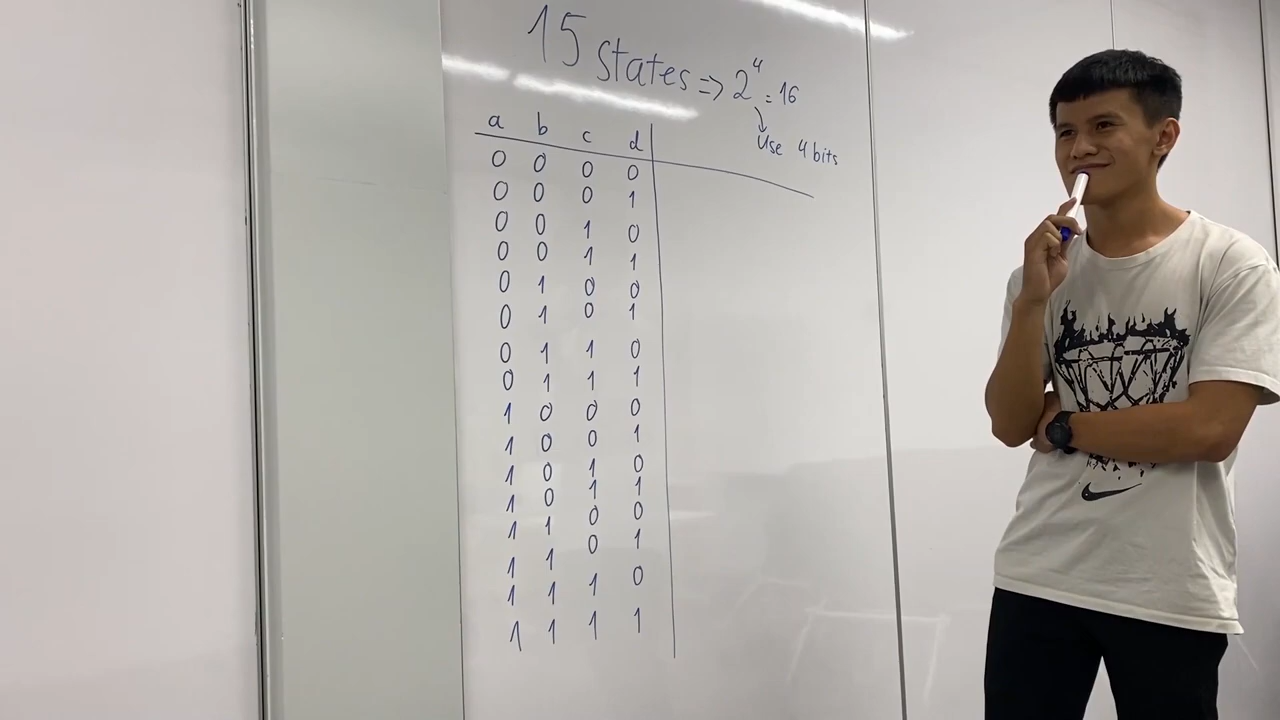 15 states => 2^4 = 16
Use 4 bits
a b c d
0 0 0 0
0 0 0 1
0 0 1 0
0 0 1 1
0 1 0 0
0 1 0 1
0 1 1 0
0 1 1 1
1 0 0 0
1 0 0 1
1 0 1 0
1 0 1 1
1 1 0 0
1 1 0 1
1 1 1 0
1 1 1 1